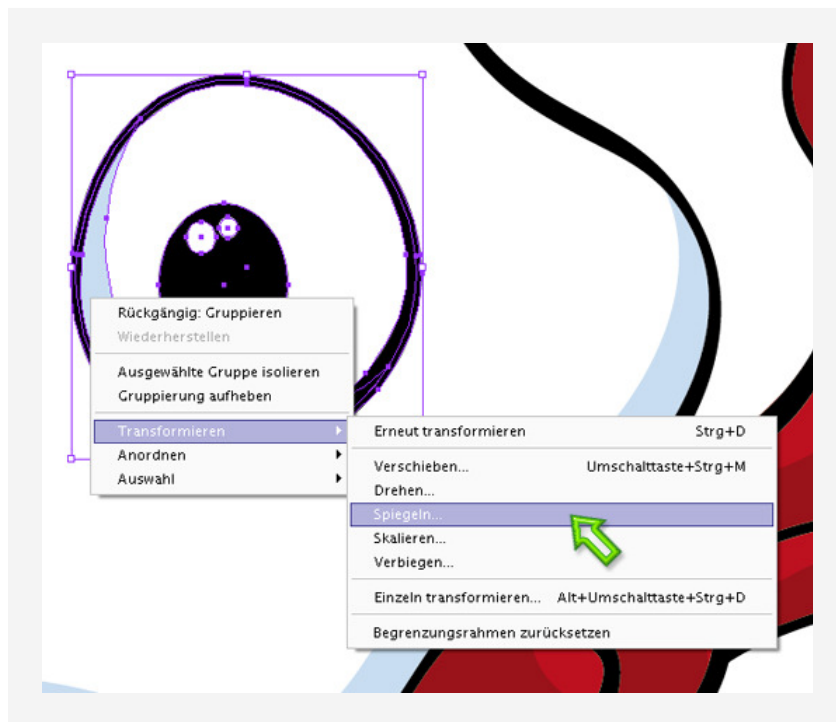 Rückgängig: Gruppieren
Wiederherstellen
Ausgewählte Gruppe isolieren
Gruppierung aufheben
Transformieren
Anordnen
Auswahl
Erneut transformieren Strg+D
Verschieben... Umschalttaste+Strg+M
Drehen...
Spiegeln...
Skalieren...
Verbiegen...
Einzeln transformieren... Alt+Umschalttaste+Strg+D
Begrenzungsrahmen zurücksetzen